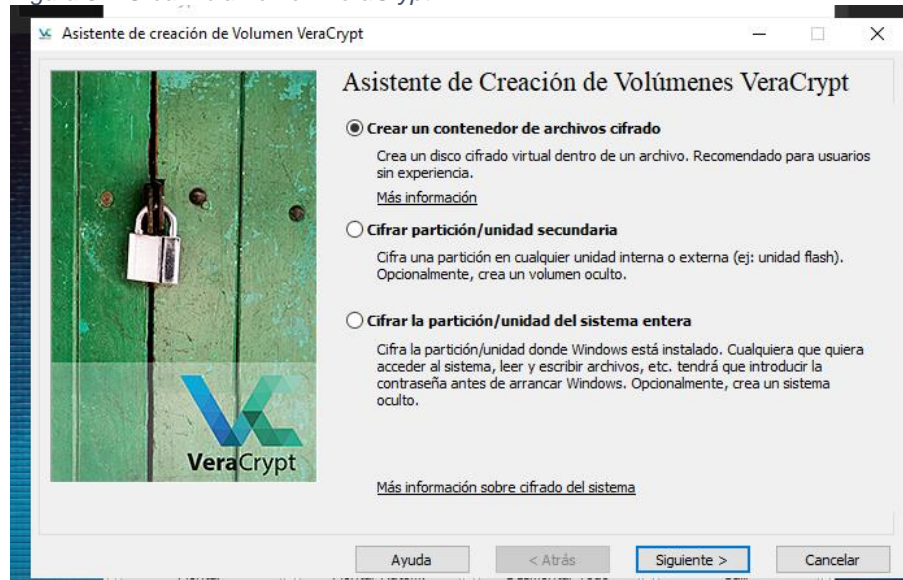 Asistente de creación de Volumen VeraCrypt
Asistente de Creación de Volúmenes VeraCrypt
Crear un contenedor de archivos cifrado
Crea un disco cifrado virtual dentro de un archivo. Recomendado para usuarios
sin experiencia.
Más información
Cifrar partición/unidad secundaria
Cifra una partición en cualquier unidad interna o externa (ej: unidad flash).
Opcionalmente, crea un volumen oculto.
Cifrar la partición/unidad del sistema entera
Cifra la partición/unidad donde Windows está instalado. Cualquiera que quiera
acceder al sistema, leer y escribir archivos, etc. tendrá que introducir la
contraseña antes de arrancar Windows. Opcionalmente, crea un sistema
oculto.
VeraCrypt
Más información sobre cifrado del sistema
Ayuda
< Atrás
Siguiente >
Cancelar